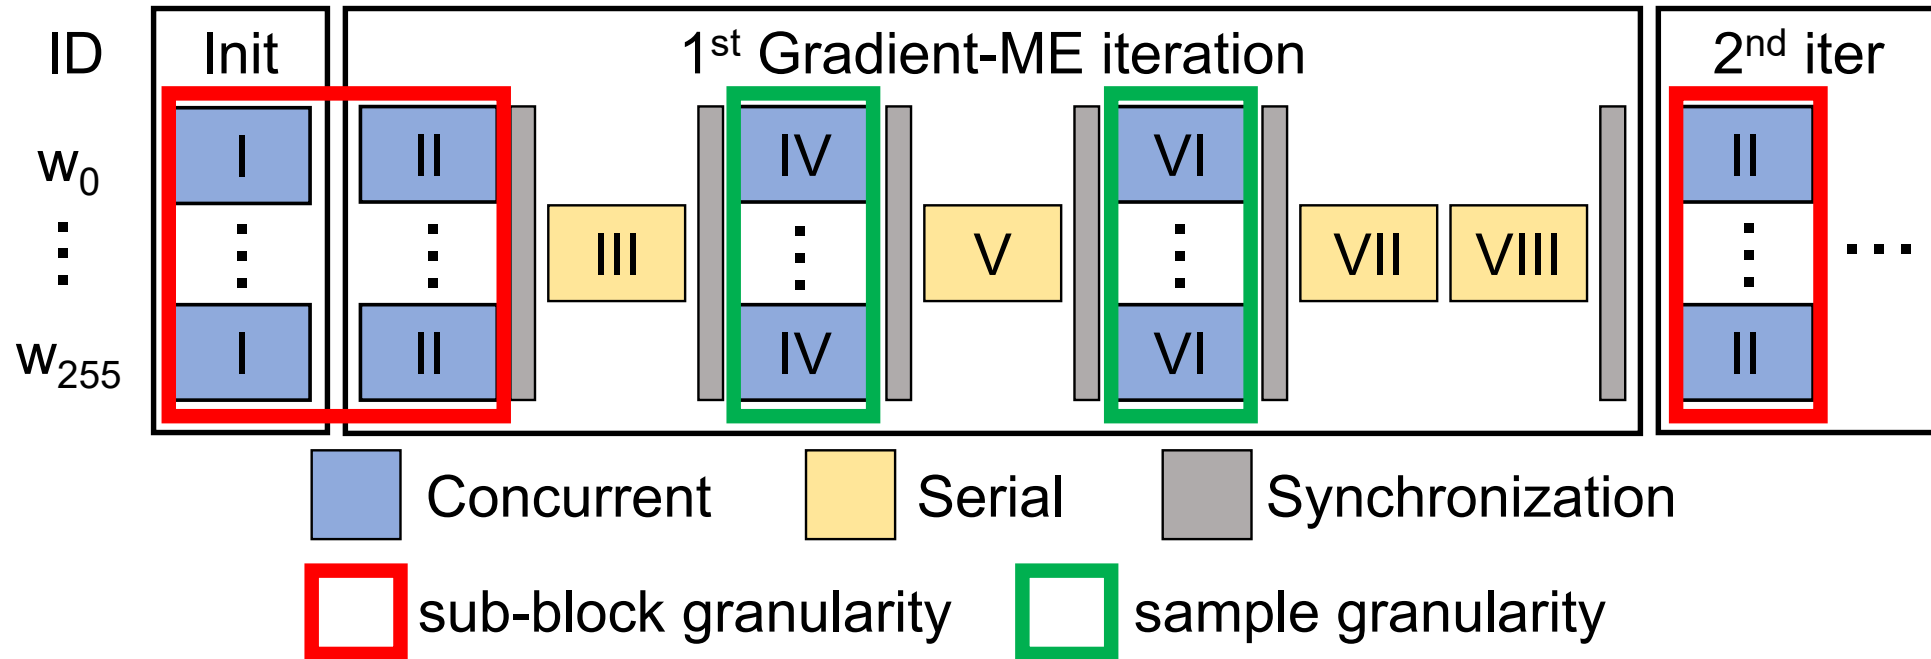 ID Init 1st Gradient-ME iteration 2nd iter
w0 I II IV VI II
⋮ ⋮ ⋮ III ⋮ V ⋮ VII VIII ⋮ ...
w255 I II IV VI II
Concurrent Serial Synchronization
sub-block granularity sample granularity